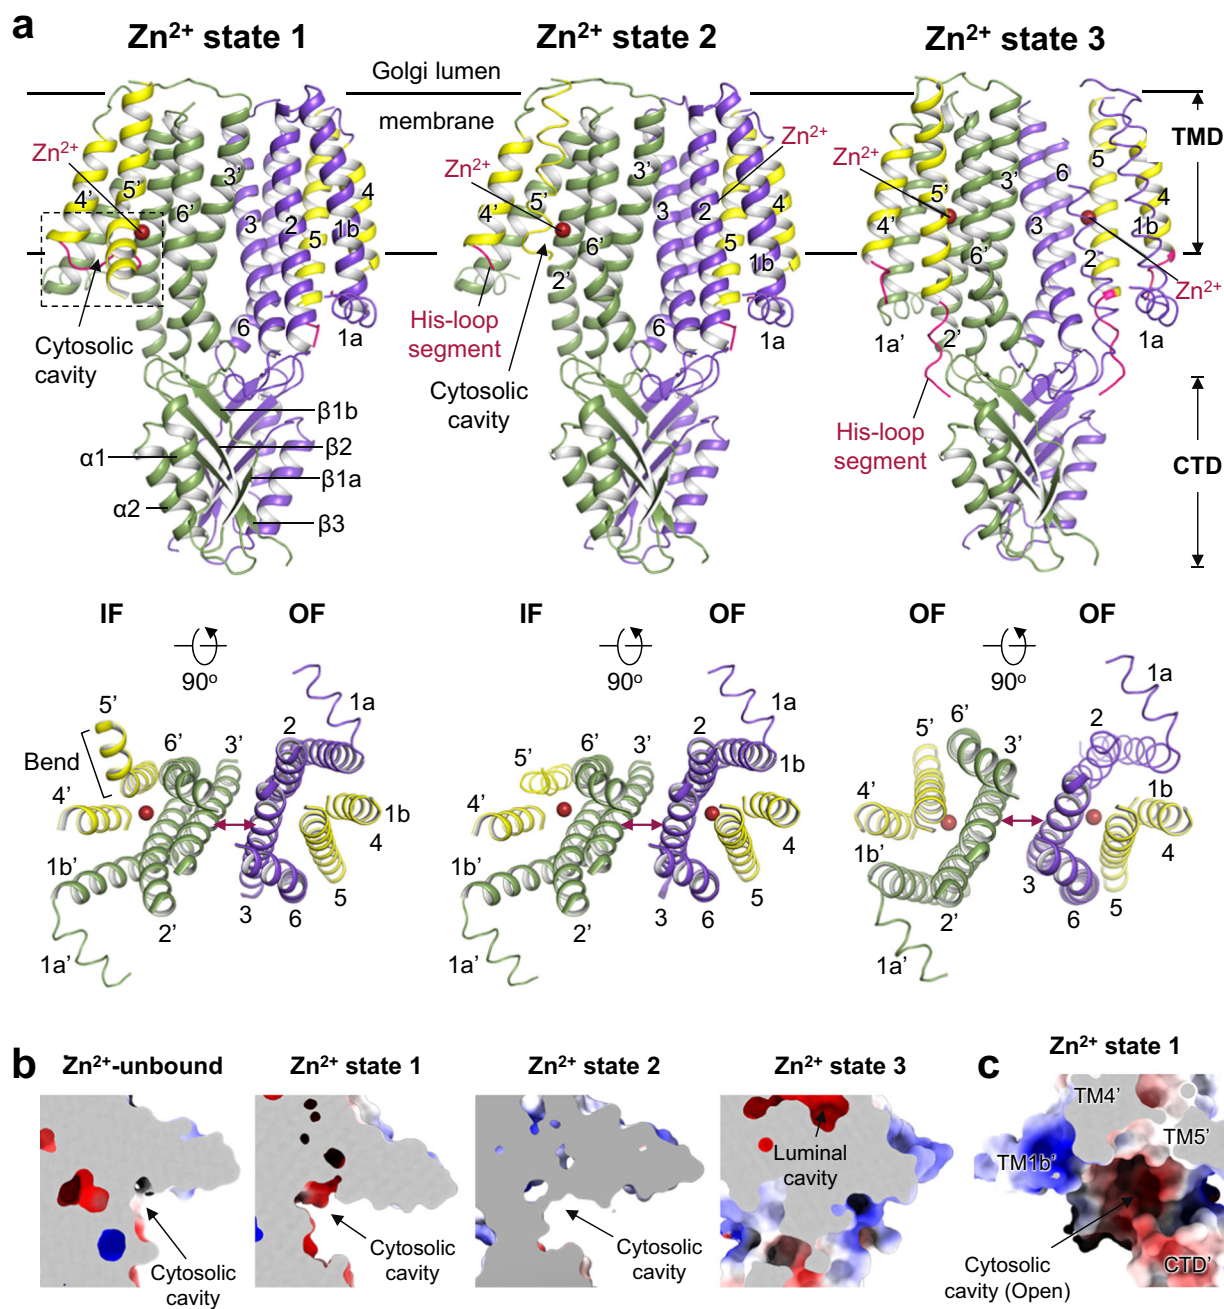 a
Zn²⁺ state 1
Zn²⁺ state 2
Zn²⁺ state 3
Golgi lumen
membrane
Zn²⁺
4’
5’
6’
3’
3
2
5
1b
4
6
1a
Cytosolic
cavity
α1
α2
β1b
β2
β1a
β3
Zn²⁺
Zn²⁺
4’
5’
6’
2’
3’
3
2
5
1b
4
6
1a
His-loop
segment
Cytosolic
cavity
Zn²⁺
Zn²⁺
4’
5’
6’
3’
6
3
5
2
1b
4
1a’
2’
1a
His-loop
segment
TMD
CTD
IF
OF
90°
5’
Bend
6’
3’
4’
1b’
2’
1a’
2
1a
1b
4
5
3
6
IF
OF
90°
5’
6’
3’
4’
1b’
2’
1a’
2
1a
1b
4
5
3
6
OF
OF
90°
5’
6’
3’
4’
1b’
2’
1a’
2
1a
1b
4
5
3
6
b
Zn²⁺-unbound
Cytosolic
cavity
Zn²⁺ state 1
Cytosolic
cavity
Zn²⁺ state 2
Cytosolic
cavity
Zn²⁺ state 3
Luminal
cavity
c
Zn²⁺ state 1
TM4’
TM5’
TM1b’
CTD’
Cytosolic
cavity (Open)